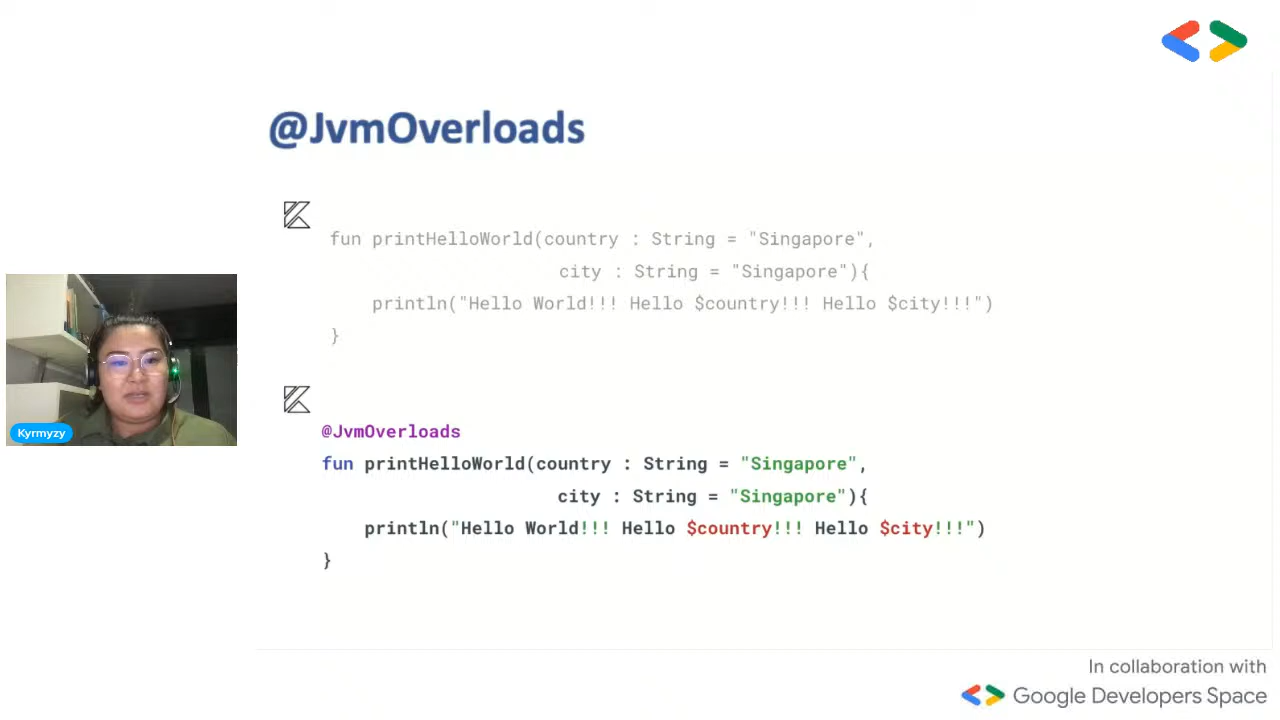 @JvmOverloads
fun printHelloWorld(country : String = "Singapore",
city : String = "Singapore"){
println("Hello World!!! Hello $country!!! Hello $city!!!")
}
@JvmOverloads
fun printHelloWorld(country : String = "Singapore",
city : String = "Singapore"){
println("Hello World!!! Hello $country!!! Hello $city!!!")
}
Kyrmyzy
In collaboration with
Google Developers Space